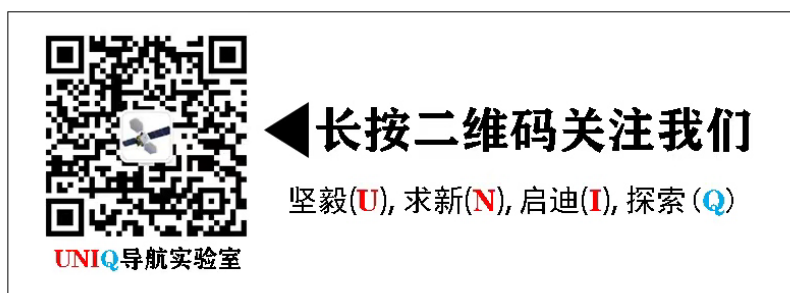 长按二维码关注我们
坚毅(U), 求新(N), 启迪(I), 探索（Q）
UNIQ导航实验室